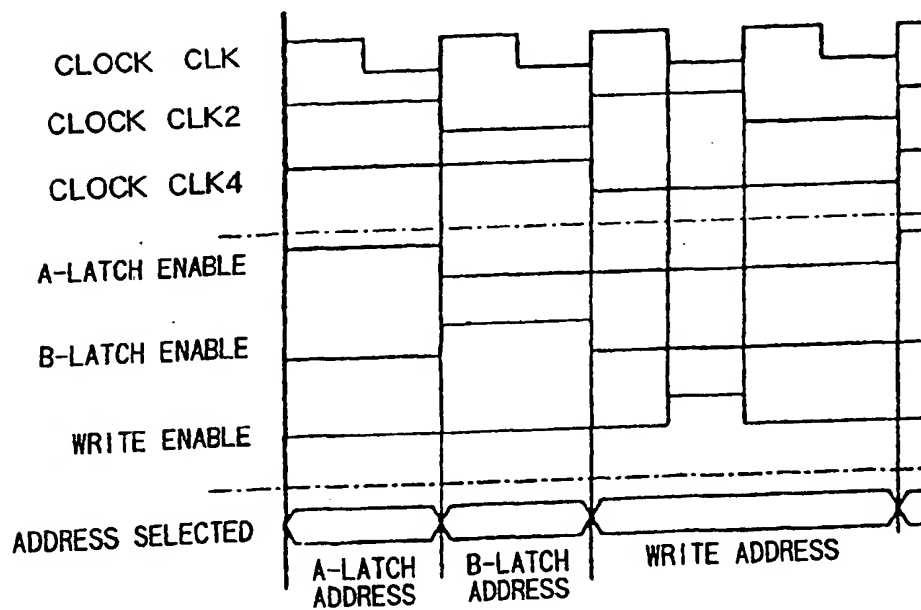 CLOCK CLK
CLOCK CLK2
CLOCK CLK4
A-LATCH ENABLE
B-LATCH ENABLE
WRITE ENABLE
ADDRESS SELECTED
A-LATCH
ADDRESS
B-LATCH
ADDRESS
WRITE ADDRESS